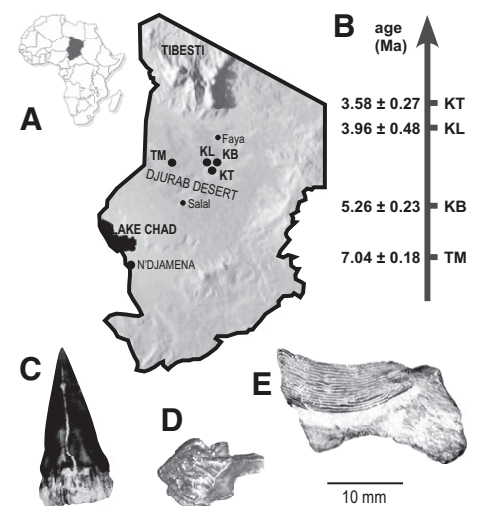 A
TIBESTI
Faya
TM
KL
KB
KT
DJURAB DESERT
Salal
LAKE CHAD
N'DJAMENA
B
age
(Ma)
3.58 ± 0.27 KT
3.96 ± 0.48 KL
5.26 ± 0.23 KB
7.04 ± 0.18 TM
C
D
E
10 mm